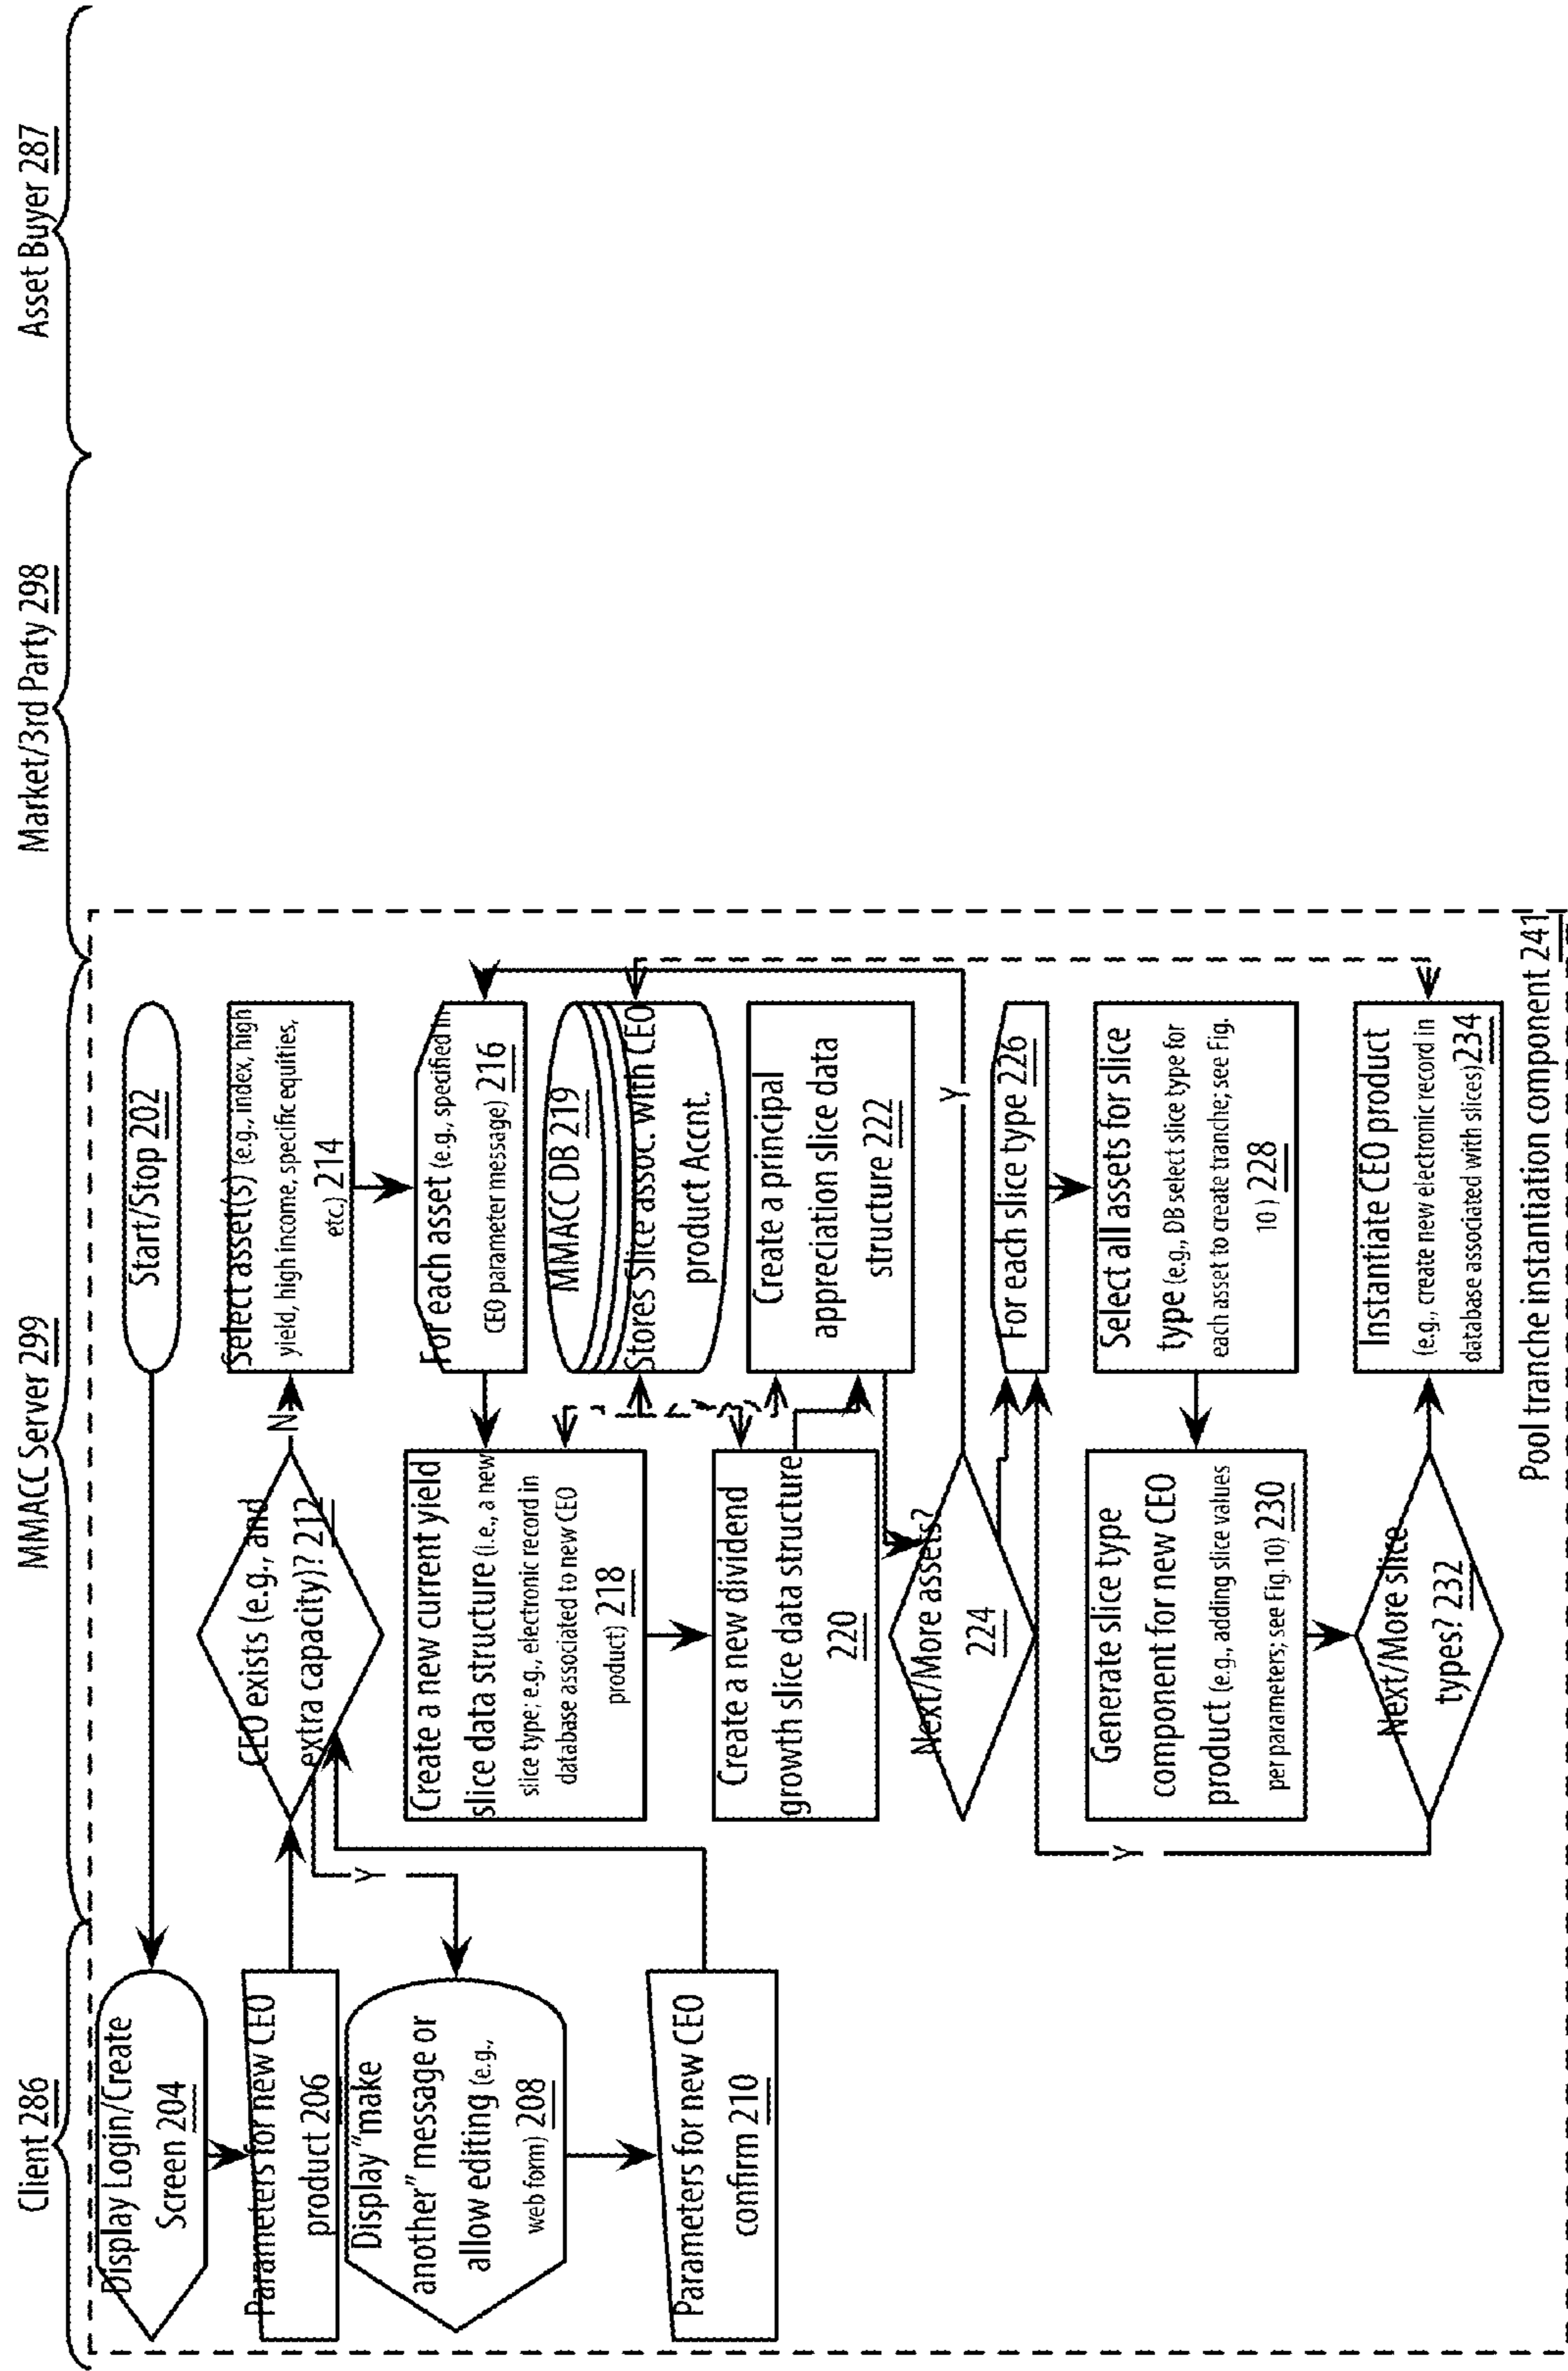 Client 286
MMACC Server 299
Market/3rd Party 298
Asset Buyer 287
Start/Stop 202
Display Login/Create
Screen 204
Parameters for new CEO
product 206
CEO exists (e.g., and
extra capacity)? 212
N
Select asset(s) (e.g., index, high
yield, high income, specific equities,
etc.) 214
Y
Display "make
another" message or
allow editing (e.g.,
web form) 208
Parameters for new CEO
confirm 210
For each asset (e.g., specified in
CEO parameter message) 216
Create a new current yield
slice data structure (i.e., a new
slice type; e.g., electronic record in
database associated to new CEO
product) 218
MMACC DB 219
Stores Slice assoc. with CEO
product Accnt.
Create a new dividend
growth slice data structure
220
Create a principal
appreciation slice data
structure 222
Next/More assets?
224
Y
For each slice type 226
Select all assets for slice
type (e.g., DB select slice type for
each asset to create tranche; see Fig.
10 ) 228
Generate slice type
component for new CEO
product (e.g., adding slice values
per parameters; see Fig. 10) 230
Y
Next/More slice
types? 232
Instantiate CEO product
(e.g., create new electronic record in
database associated with slices) 234
Pool tranche instantiation component 241